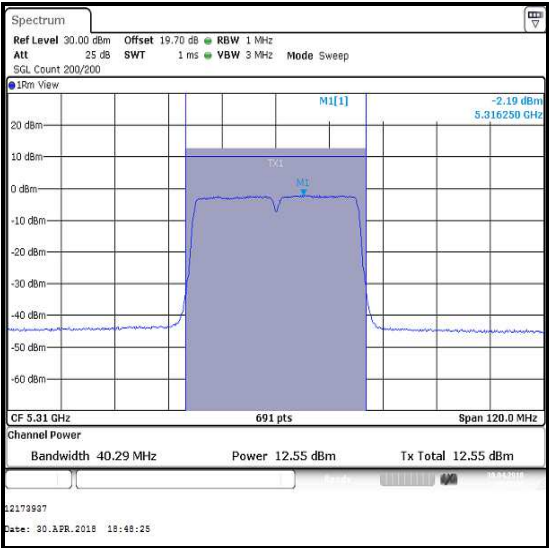 Spectrum
Ref Level 30.00 dBm Offset 19.70 dB RBW 1 MHz
Att 25 dB SWT 1 ms VBW 3 MHz Mode Sweep
SGL Count 200/200
1Rm View
M1[1] -2.19 dBm
5.316250 GHz
20 dBm
10 dBm
TX1
0 dBm
M1
-10 dBm
-20 dBm
-30 dBm
-40 dBm
-50 dBm
-60 dBm
CF 5.31 GHz 691 pts Span 120.0 MHz
Channel Power
Bandwidth 40.29 MHz Power 12.55 dBm Tx Total 12.55 dBm
Ready
12173937
Date: 30.APR.2018 18:48:25